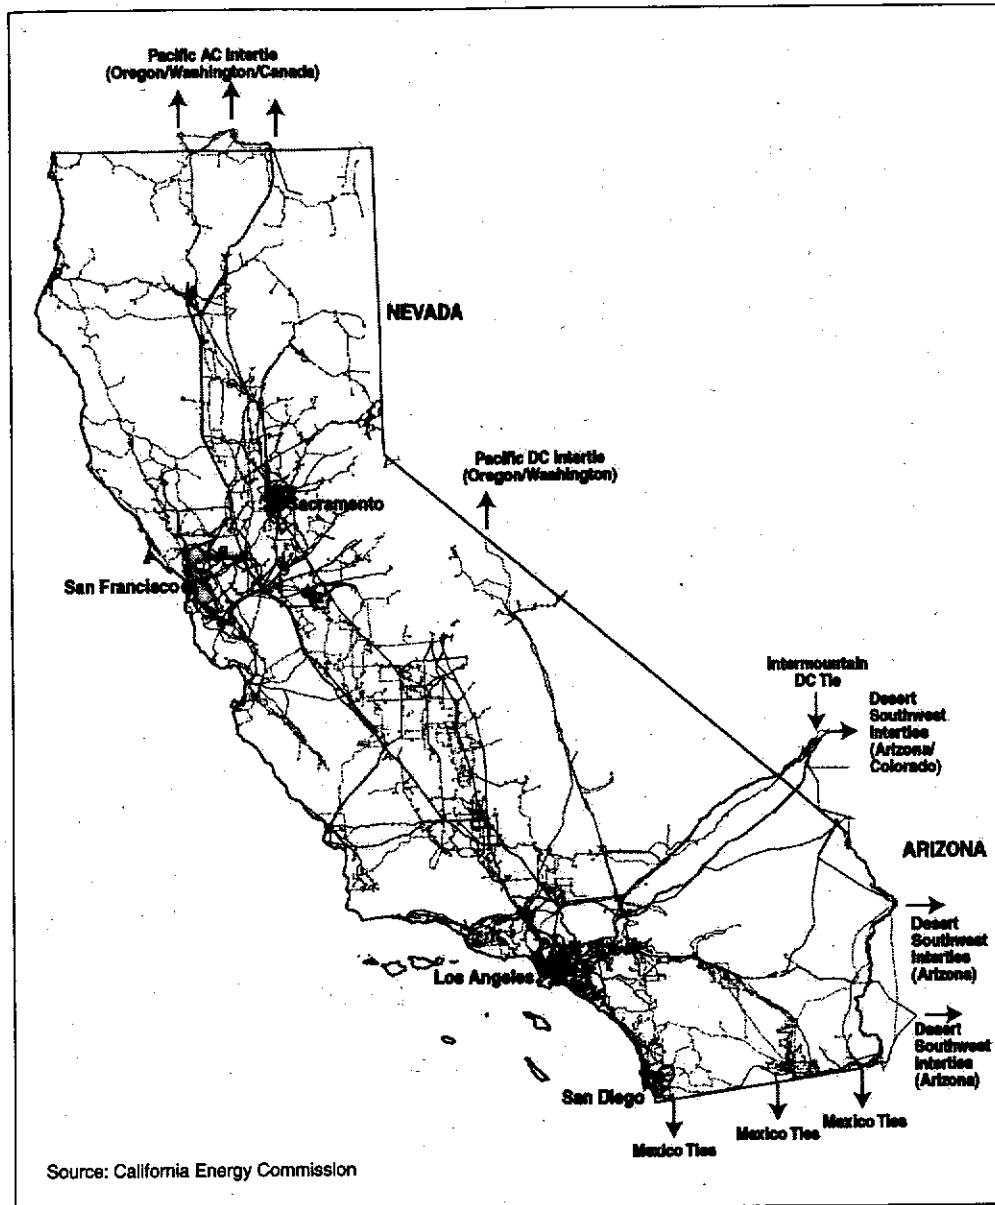 Pacific AC Intertie
(Oregon/Washington/Canada)
NEVADA
Pacific DC Intertie
(Oregon/Washington)
Sacramento
San Francisco
Intermountain
DC Tie
Desert
Southwest
Interties
(Arizona/
Colorado)
ARIZONA
Desert
Southwest
Interties
(Arizona)
Los Angeles
Desert
Southwest
Interties
(Arizona)
San Diego
Mexico Ties
Mexico Ties
Mexico Ties
Source: California Energy Commission